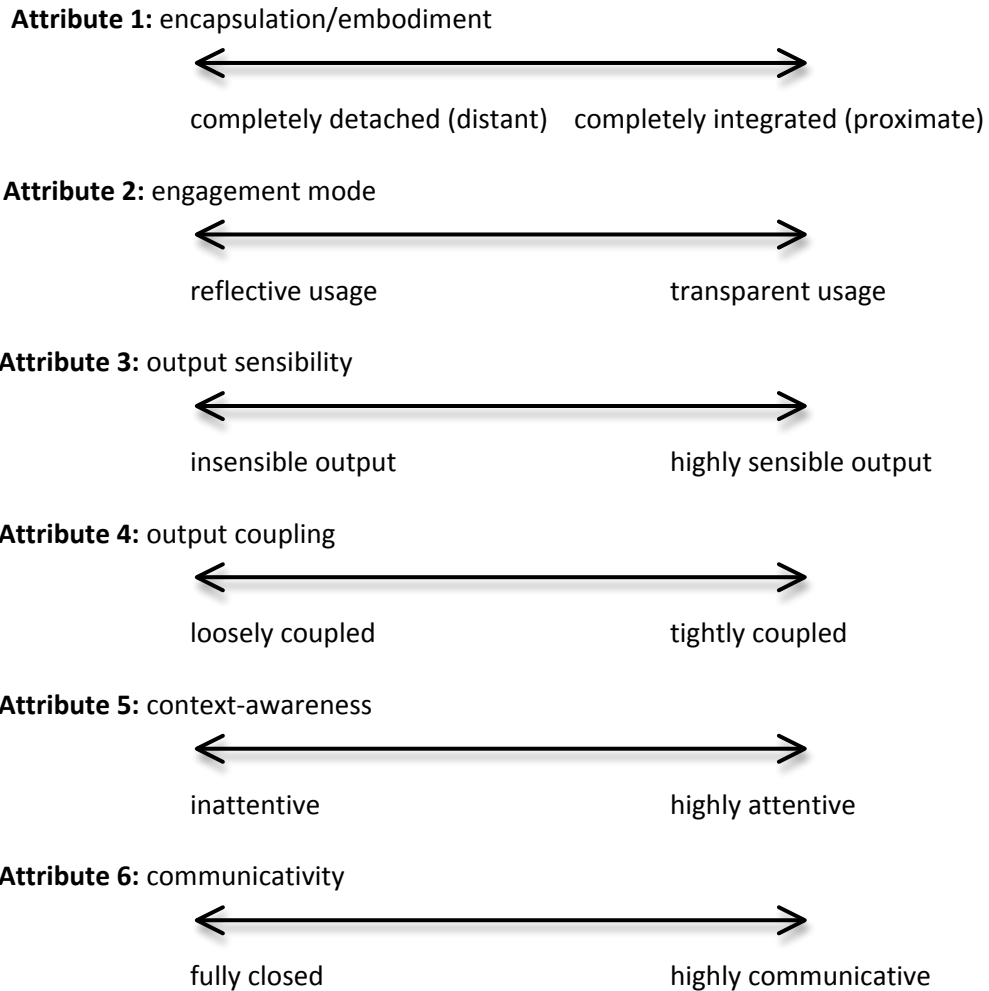 Attribute 1: encapsulation/embodiment
completely detached (distant) completely integrated (proximate)
Attribute 2: engagement mode
reflective usage transparent usage
Attribute 3: output sensibility
insensible output highly sensible output
Attribute 4: output coupling
loosely coupled tightly coupled
Attribute 5: context-awareness
inattentive highly attentive
Attribute 6: communicativity
fully closed highly communicative